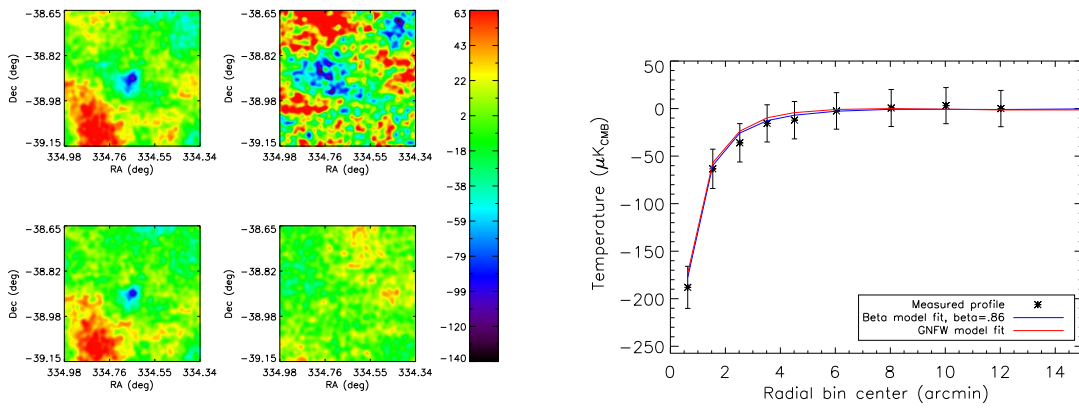 −38.65
−38.82
−38.98
−39.15
Dec (deg)
334.98 334.76 334.55 334.34
RA (deg)
−38.65
−38.82
−38.98
−39.15
Dec (deg)
334.98 334.76 334.55 334.34
RA (deg)
−38.65
−38.82
−38.98
−39.15
Dec (deg)
334.98 334.76 334.55 334.34
RA (deg)
−38.65
−38.82
−38.98
−39.15
Dec (deg)
334.98 334.76 334.55 334.34
RA (deg)
63
43
22
2
−18
−38
−59
−79
−99
−120
−140
50
0
−50
−100
−150
−200
−250
Temperature (μK_CMB)
Measured profile
Beta model fit, beta=.86
GNFW model fit
0 2 4 6 8 10 12 14
Radial bin center (arcmin)